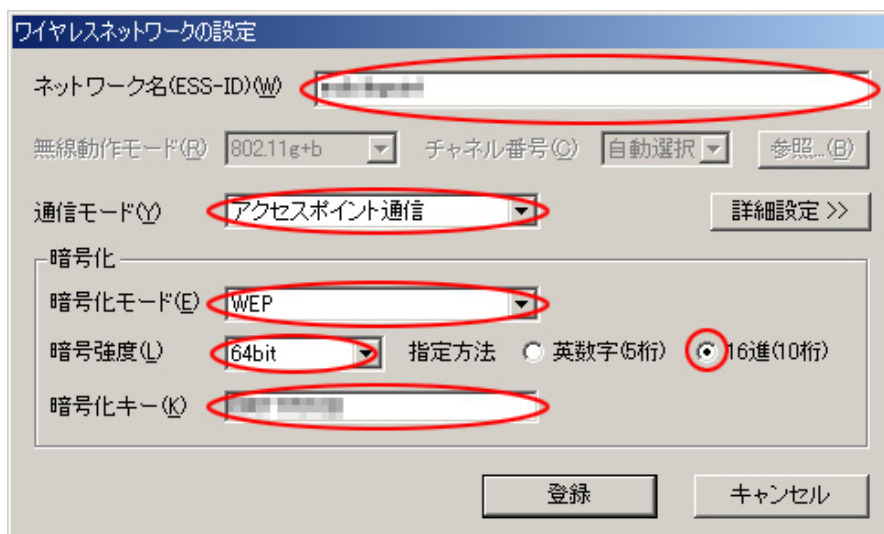 ワイヤレスネットワークの設定
ネットワーク名(ESS-ID)(W)
無線動作モード(R) 802.11g+b チャネル番号(C) 自動選択 参照...(B)
通信モード(Y) アクセスポイント通信 詳細設定 >>
暗号化
暗号化モード(E) WEP
暗号強度(L) 64bit 指定方法 英数字(5桁) 16進(10桁)
暗号化キー(K)
登録 キャンセル